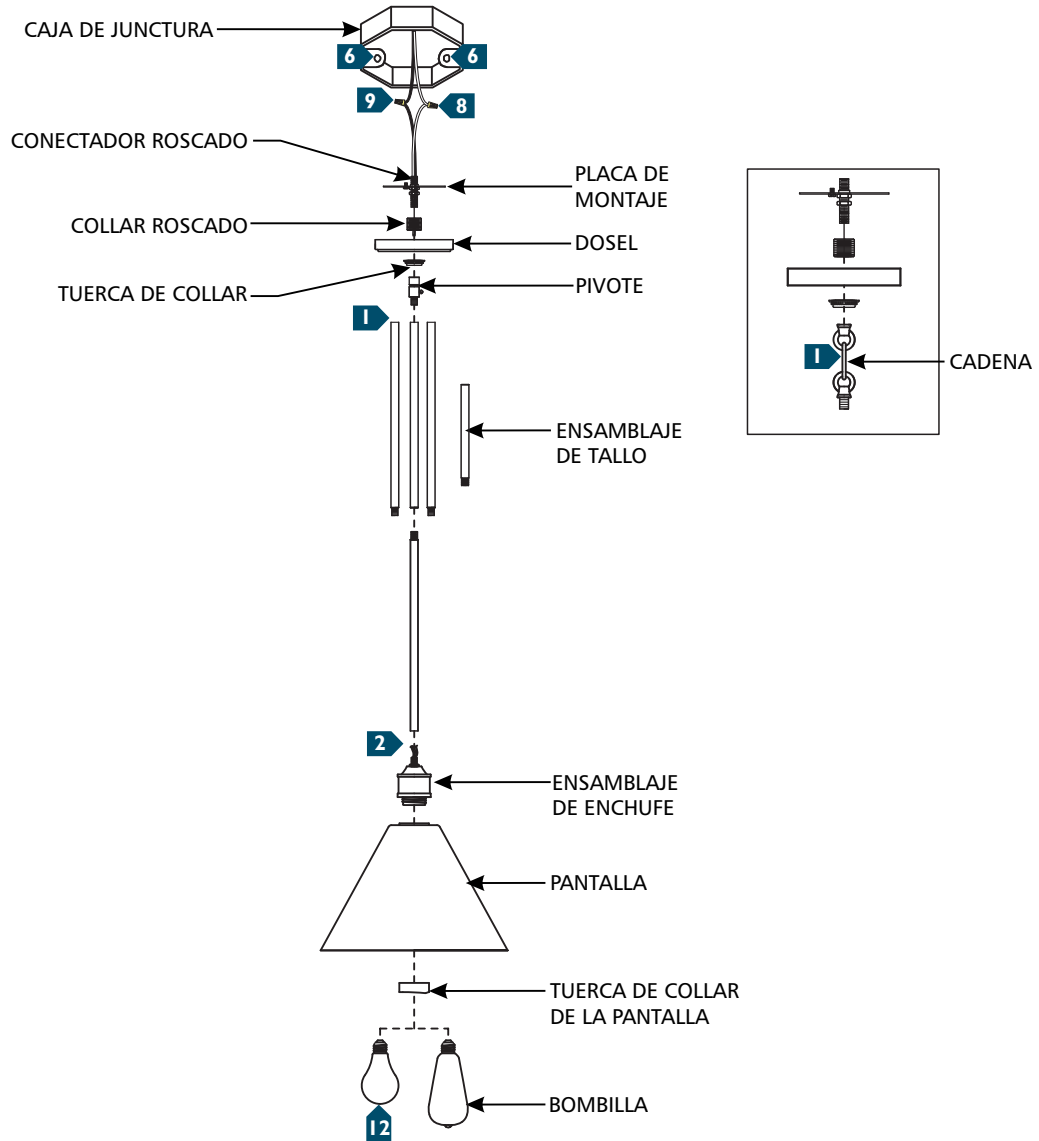 CAJA DE JUNCTURA
6
6
9
8
CONECTADOR ROSCADO
PLACA DE
MONTAJE
COLLAR ROSCADO
DOSEL
TUERCA DE COLLAR
PIVOTE
1
1
CADENA
ENSAMBLAJE
DE TALLO
2
ENSAMBLAJE
DE ENCHUFE
PANTALLA
TUERCA DE COLLAR
DE LA PANTALLA
BOMBILLA
12